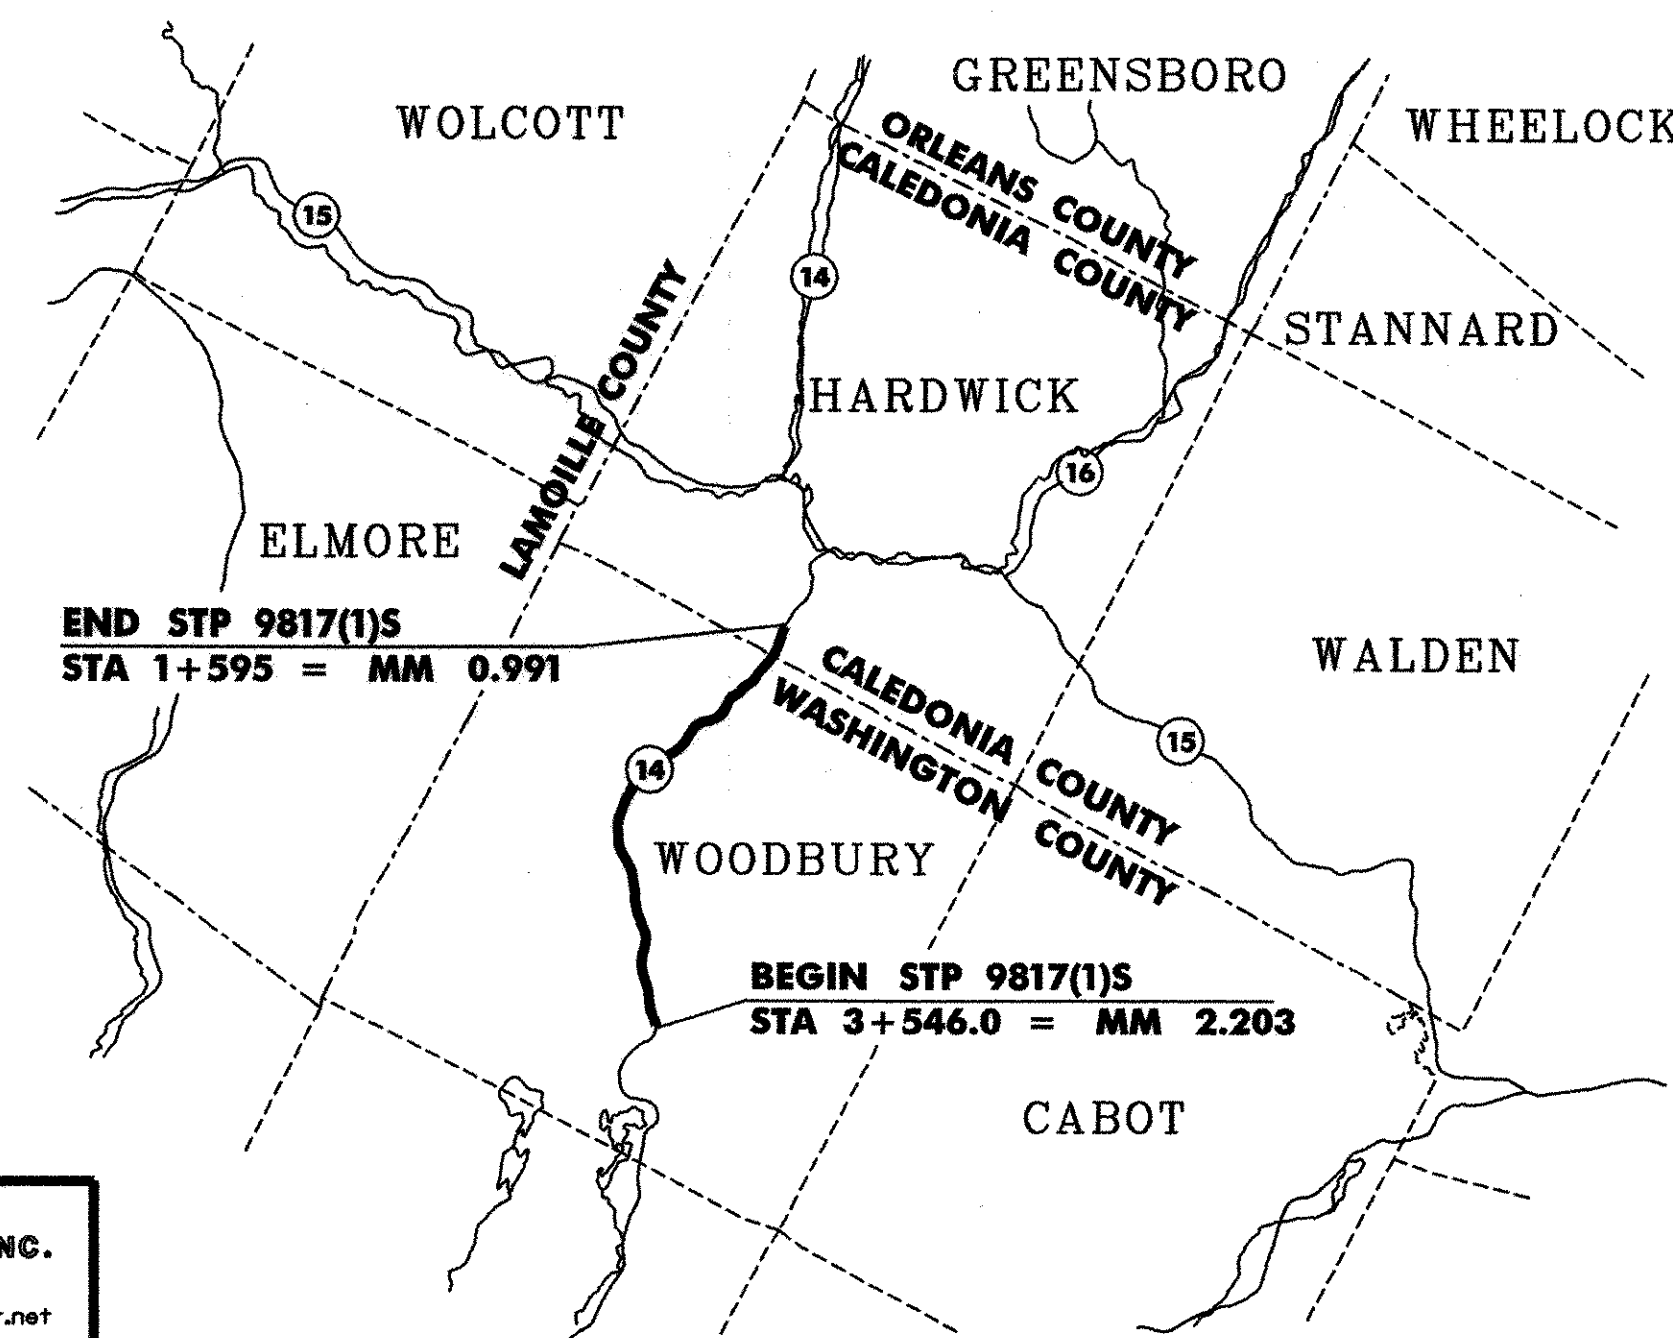 GREENSBORO
WOLCOTT
WHEELOCK
ORLEANS COUNTY
CALEDONIA COUNTY
15
14
LAMOILLE COUNTY
STANNARD
HARDWICK
16
ELMORE
END STP 9817(1)S
STA 1+595 = MM 0.991
WALDEN
CALEDONIA COUNTY
WASHINGTON COUNTY
15
14
WOODBURY
BEGIN STP 9817(1)S
STA 3+546.0 = MM 2.203
CABOT
NC.
.net